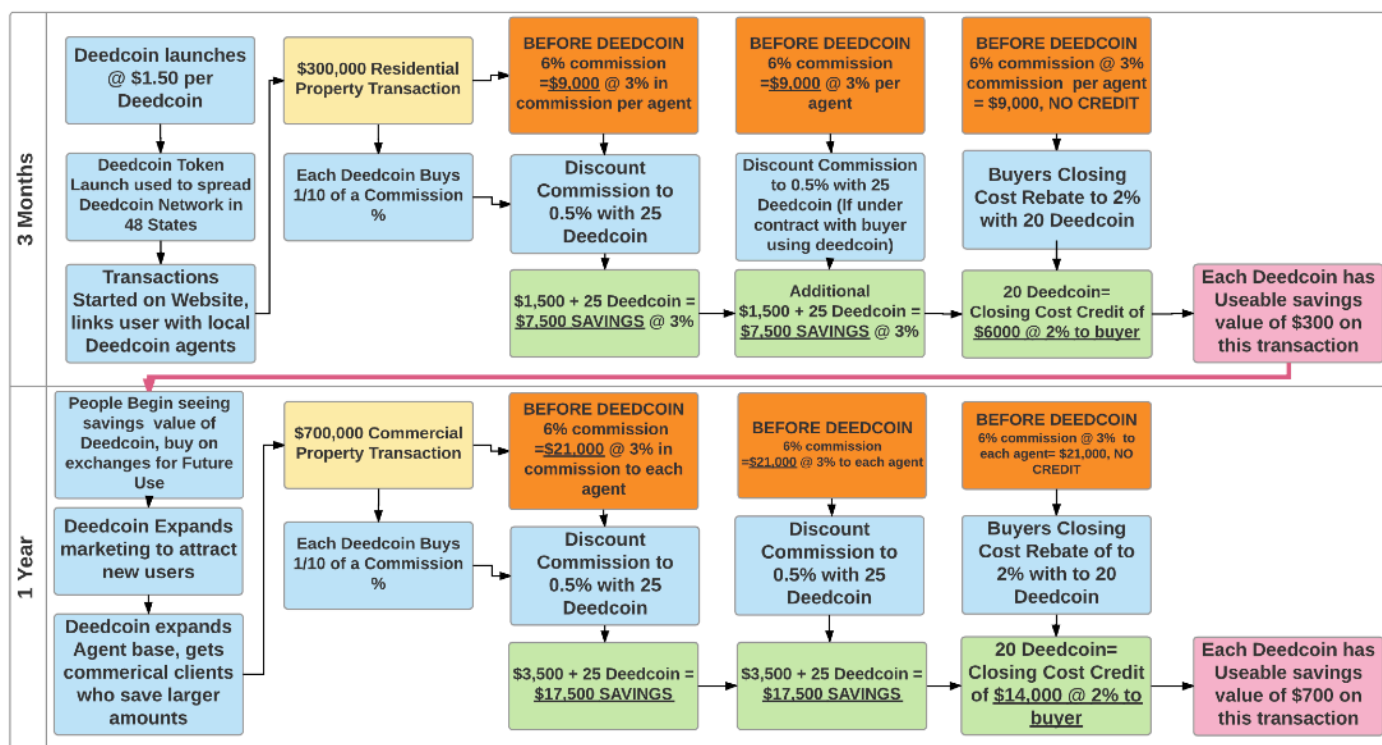 3 Months
Deedcoin launches
@ $1.50 per
Deedcoin
Deedcoin Token
Launch used to spread
Deedcoin Network in
48 States
Transactions
Started on Website,
links user with local
Deedcoin agents
$300,000 Residential
Property Transaction
Each Deedcoin Buys
1/10 of a Commission
%
BEFORE DEEDCOIN
6% commission
=$9,000 @ 3% in
commission per agent
Discount
Commission to
0.5% with 25
Deedcoin
$1,500 + 25 Deedcoin =
$7,500 SAVINGS @ 3%
BEFORE DEEDCOIN
6% commission
=$9,000 @ 3% per
agent
Discount Commission
to 0.5% with 25
Deedcoin (If under
contract with buyer
using deedcoin)
Additional
$1,500 + 25 Deedcoin =
$7,500 SAVINGS @ 3%
BEFORE DEEDCOIN
6% commission @ 3%
commission per agent
= $9,000, NO CREDIT
Buyers Closing
Cost Rebate to 2%
with 20 Deedcoin
20 Deedcoin=
Closing Cost Credit of
$6000 @ 2% to buyer
Each Deedcoin has
Useable savings
value of $300 on
this transaction
1 Year
People Begin seeing
savings value of
Deedcoin, buy on
exchanges for Future
Use
Deedcoin Expands
marketing to attract
new users
Deedcoin expands
Agent base, gets
commerical clients
who save larger
amounts
$700,000 Commercial
Property Transaction
Each Deedcoin Buys
1/10 of a Commission
%
BEFORE DEEDCOIN
6% commission
=$21,000 @ 3% in
commission to each
agent
Discount
Commission to
0.5% with 25
Deedcoin
$3,500 + 25 Deedcoin =
$17,500 SAVINGS
BEFORE DEEDCOIN
6% commission
=$21,000 @ 3% to each agent
Discount
Commission to
0.5% with 25
Deedcoin
$3,500 + 25 Deedcoin =
$17,500 SAVINGS
BEFORE DEEDCOIN
6% commission @ 3% to
each agent= $21,000, NO
CREDIT
Buyers Closing
Cost Rebate of to
2% with to 20
Deedcoin
20 Deedcoin=
Closing Cost Credit
of $14,000 @ 2% to
buyer
Each Deedcoin has
Useable savings
value of $700 on
this transaction